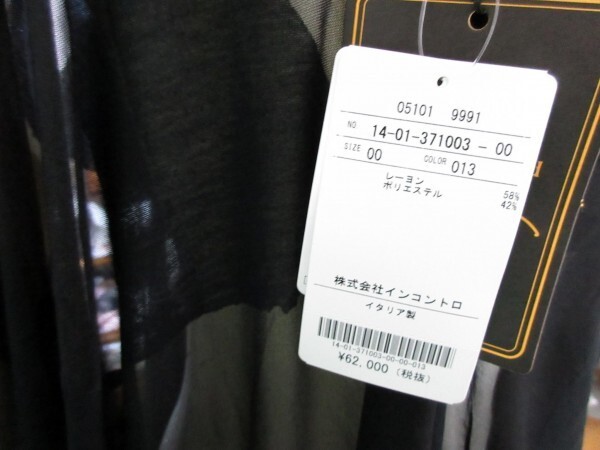 05101 9991
NO 14-01-371003-00
SIZE 00 COLOR 013
レーヨン 58%
ポリエステル 42%
株式会社インコントロ
イタリア製
14-01-371003-00-00-013
¥62,000 (税抜)